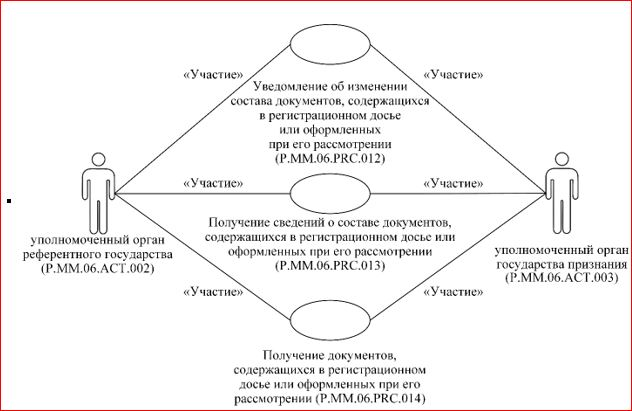 «Участие»
«Участие»
Уведомление об изменении
состава документов, содержащихся
в регистрационном досье
или оформленных
при его рассмотрении
(P.MM.06.PRC.012)
«Участие»
«Участие»
уполномоченный орган
референтного государства
(P.MM.06.ACT.002)
Получение сведений о составе документов,
содержащихся в регистрационном досье или
оформленных при его рассмотрении
(P.MM.06.PRC.013)
уполномоченный орган
государства признания
(P.MM.06.ACT.003)
«Участие»
«Участие»
Получение документов,
содержащихся в регистрационном
досье или оформленных при его
рассмотрении (P.MM.06.PRC.014)